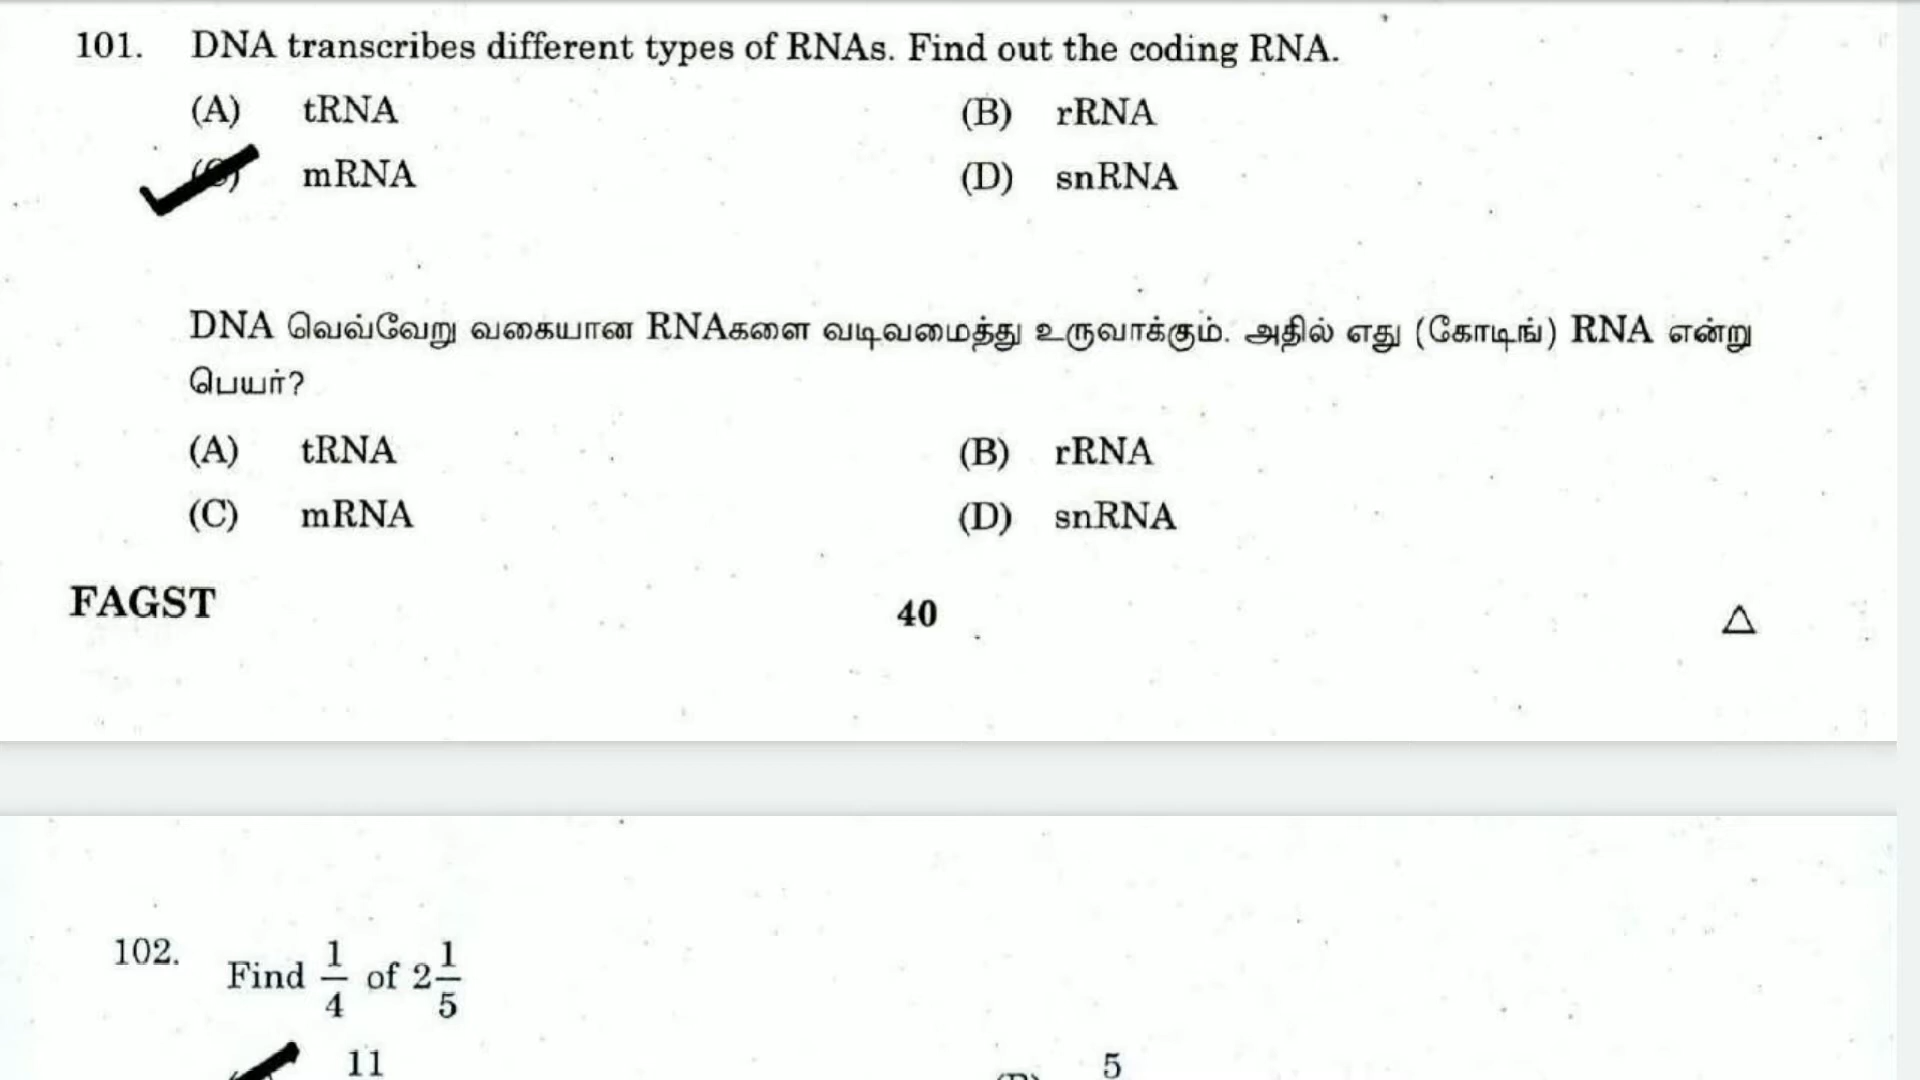 101. DNA transcribes different types of RNAs. Find out the coding RNA.
(A) tRNA (B) rRNA
(C) mRNA (D) snRNA
DNA வெவ்வேறு வகையான RNAகளை வடிவமைத்து உருவாக்கும். அதில் எது (கோடிங்) RNA என்று
பெயர்?
(A) tRNA (B) rRNA
(C) mRNA (D) snRNA
FAGST 40 Δ
102. Find 1/4 of 2 1/5
11 (B) 5